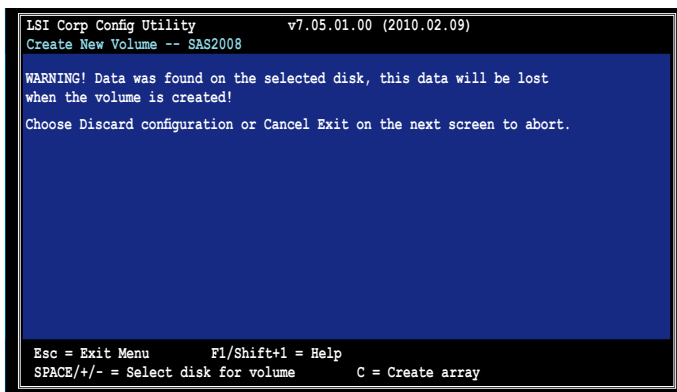 LSI Corp Config Utility v7.05.01.00 (2010.02.09)
Create New Volume -- SAS2008
WARNING! Data was found on the selected disk, this data will be lost
when the volume is created!
Choose Discard configuration or Cancel Exit on the next screen to abort.
Esc = Exit Menu F1/Shift+1 = Help
SPACE/+/- = Select disk for volume C = Create array